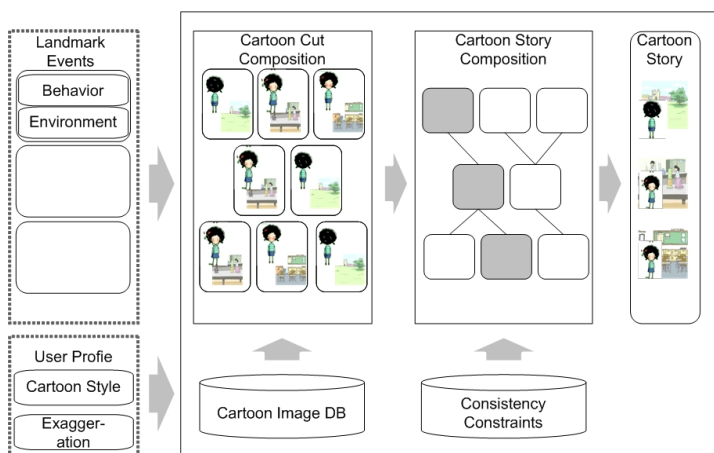 Landmark
Events
Behavior
Environment
User Profie
Cartoon Style
Exagger-
ation
Cartoon Cut
Composition
Cartoon Image DB
Cartoon Story
Composition
Consistency
Constraints
Cartoon
Story